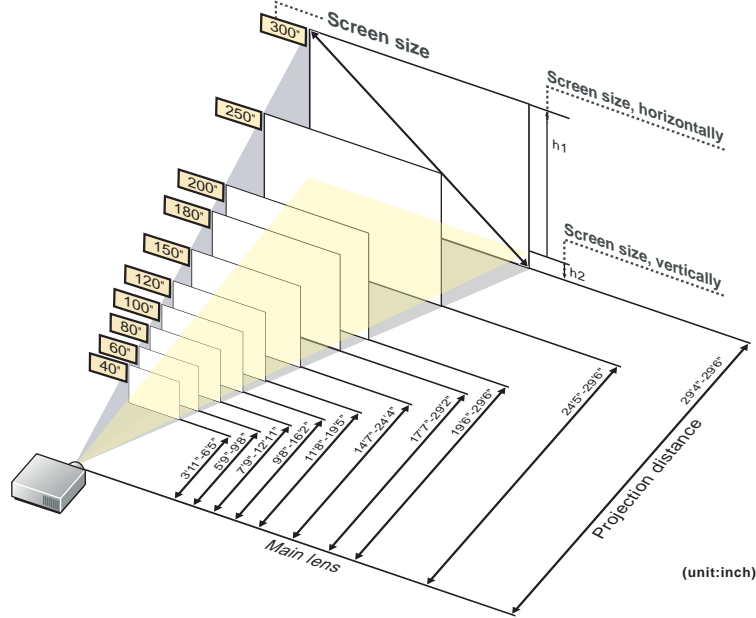 Screen size
300"
250"
200"
180"
150"
120"
100"
80"
60"
40"
Screen size, horizontally
h1
Screen size, vertically
h2
3'11"-6'5"
5'9"-9'8"
7'9"-12'11"
9'8"-16'2"
11'8"-19'5"
14'7"-24'4"
17'7"-29'2"
19'6"-29'6"
24'5"-29'6"
29'4"-29'6"
Projection distance
Main lens
(unit:inch)